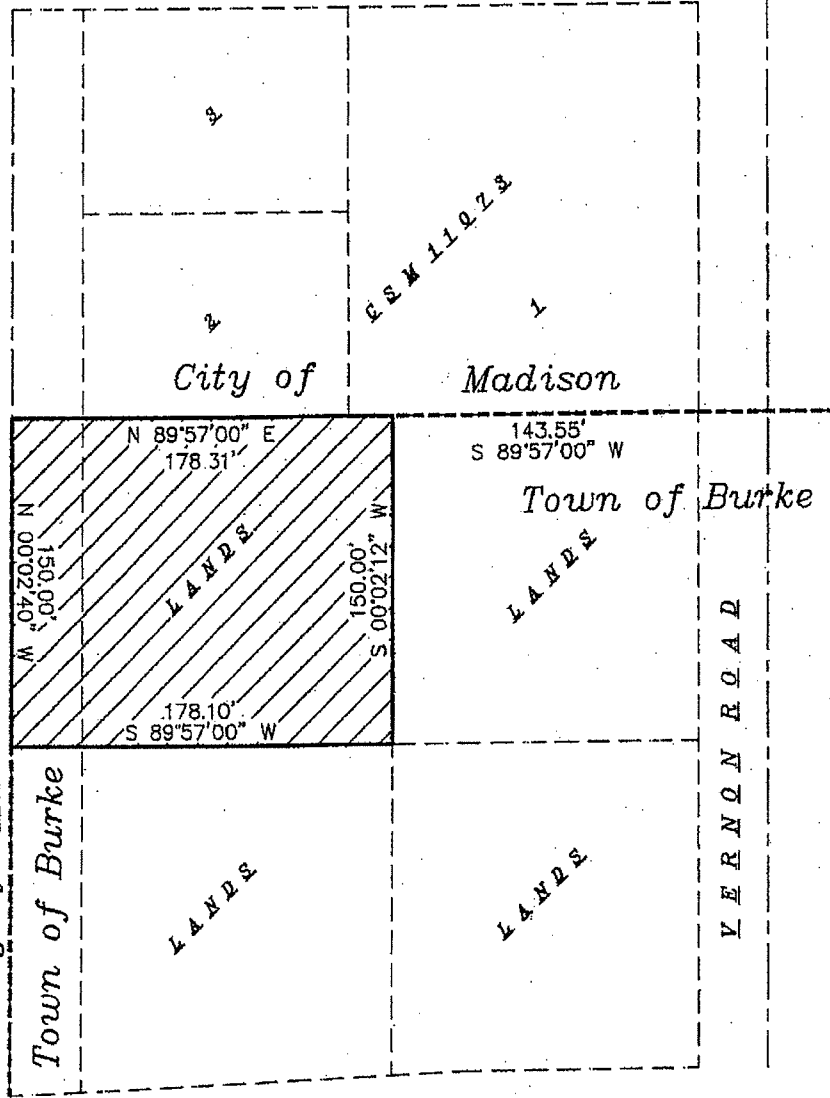 3
CSM 11073
2
1
City of Madison
N 89°57'00" E
178.31'
143.55'
S 89°57'00" W
Town of Burke
LANDS
LANDS
150.00'
N 00°02'40" W
150.00'
S 00°02'12" W
178.10'
S 89°57'00" W
VERNON ROAD
Town of Burke
LANDS
LANDS